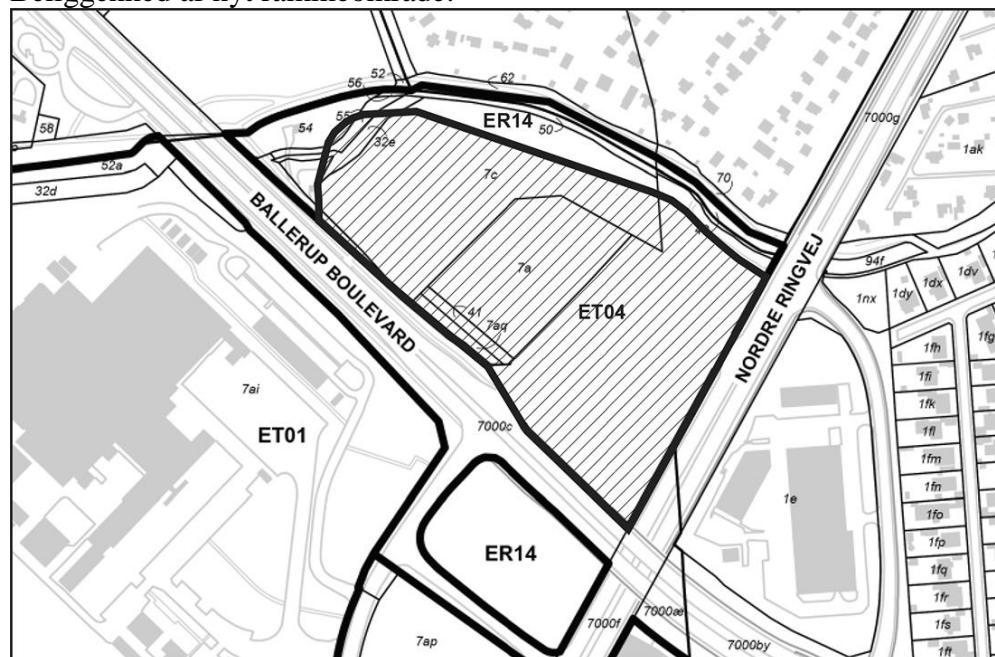 Beliggenhed af nyt rammeområde:
52
62
56
55
54
32e
ER14
50
58
52a
32d
7c
70
7000g
1ak
BALLERUP BOULEVARD
7a
ET04
41
7aq
NORDRE RINGVEJ
94f
1nx
1dy
1dx
1dv
1fg
1fh
1fi
1fk
1fl
1fm
1fn
1fo
1fp
1fq
1fr
1fs
1ft
7ai
ET01
7000c
1e
ER14
7ap
7000f
7000æ
7000by